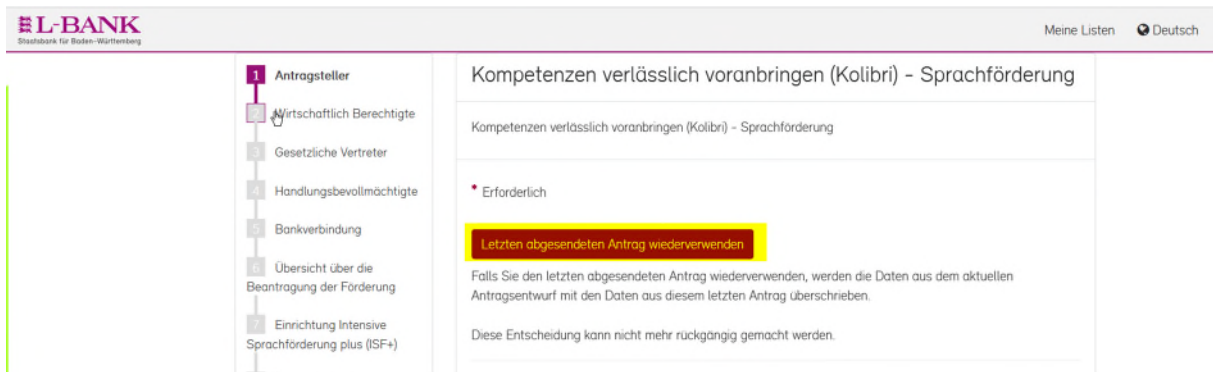 L-BANK
Staatsbank für Baden-Württemberg
Meine Listen
Deutsch
1 Antragsteller
2 Wirtschaftlich Berechtigte
3 Gesetzliche Vertreter
4 Handlungsbevollmächtigte
5 Bankverbindung
6 Übersicht über die
Beantragung der Förderung
7 Einrichtung Intensive
Sprachförderung plus (ISF+)
Kompetenzen verlässlich voranbringen (Kolibri) - Sprachförderung
Kompetenzen verlässlich voranbringen (Kolibri) - Sprachförderung
* Erforderlich
Letzten abgesendeten Antrag wiederverwenden
Falls Sie den letzten abgesendeten Antrag wiederverwenden, werden die Daten aus dem aktuellen
Antragsentwurf mit den Daten aus diesem letzten Antrag überschrieben.
Diese Entscheidung kann nicht mehr rückgängig gemacht werden.